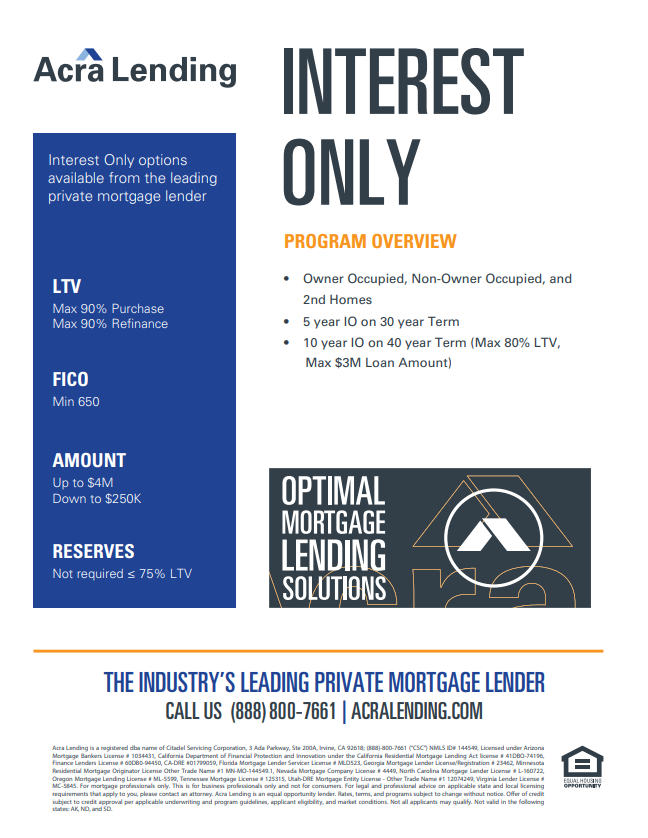 Acra Lending
INTEREST
ONLY
Interest Only options
available from the leading
private mortgage lender
LTV
Max 90% Purchase
Max 90% Refinance
FICO
Min 650
AMOUNT
Up to $4M
Down to $250K
RESERVES
Not required ≤ 75% LTV
PROGRAM OVERVIEW
• Owner Occupied, Non-Owner Occupied, and
2nd Homes
• 5 year IO on 30 year Term
• 10 year IO on 40 year Term (Max 80% LTV,
Max $3M Loan Amount)
OPTIMAL
MORTGAGE
LENDING
SOLUTIONS
THE INDUSTRY'S LEADING PRIVATE MORTGAGE LENDER
CALL US (888) 800-7661 | ACRALENDING.COM
Acra Lending is a registered dba name of Citadel Servicing Corporation, 3 Ada Parkway, Ste 200A, Irvine, CA 92618; (888)-800-7661 ("CSC") NMLS ID# 144549, Licensed under Arizona
Mortgage Bankers License # 1034431, California Department of Financial Protection and Innovation under the California Residential Mortgage Lending Act license # 41DBO-74196,
Finance Lenders License # 60DBO-94450, CA-DRE #01799059, Florida Mortgage Lender Servicer License # MLD523, Georgia Mortgage Lender License/Registration # 23462, Minnesota
Residential Mortgage Originator License Other Trade Name #1 MN-MO-144549.1, Nevada Mortgage Company License # 4449, North Carolina Mortgage Lender License # L-160722,
Oregon Mortgage Lending License # ML-5599, Tennessee Mortgage License # 125315, Utah-DRE Mortgage Entity License - Other Trade Name #1 12074249, Virginia Lender License #
MC-5845. For mortgage professionals only. This is for business professionals only and not for consumers. For legal and professional advice on applicable state and local licensing
requirements that apply to you, please contact an attorney. Acra Lending is an equal opportunity lender. Rates, terms, and programs subject to change without notice. Offer of credit
subject to credit approval per applicable underwriting and program guidelines, applicant eligibility, and market conditions. Not all applicants may qualify. Not valid in the following
states: AK, ND, and SD.
EQUAL HOUSING
OPPORTUNITY